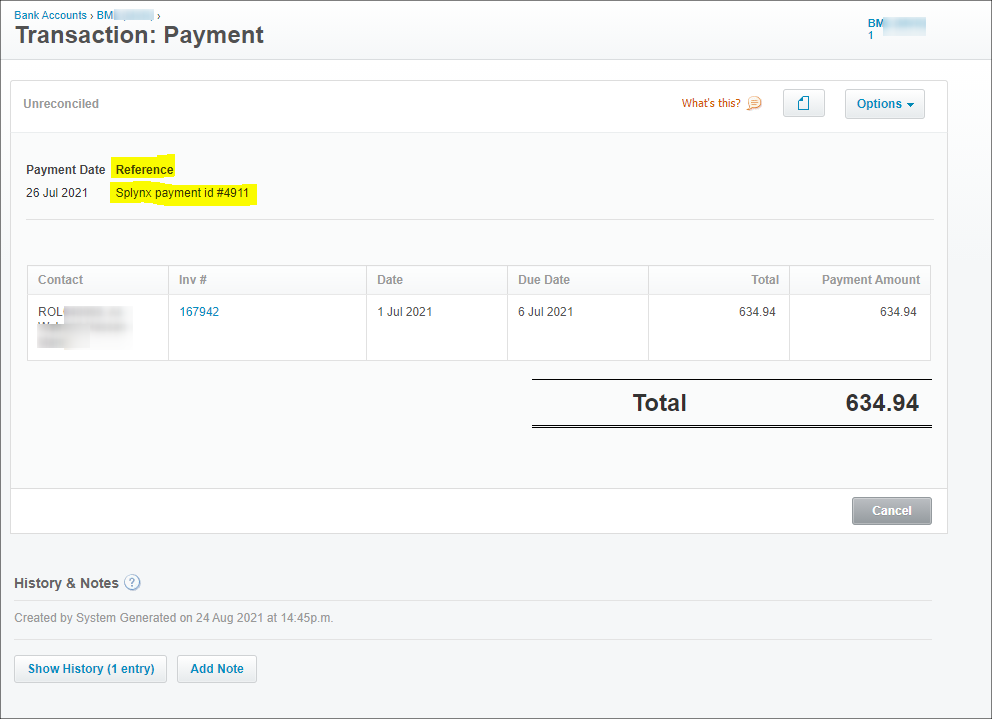 Bank Accounts › BM ›
Transaction: Payment
BM
1
Unreconciled
What's this?
Options
Payment Date Reference
26 Jul 2021 Splynx payment id #4911
Contact Inv # Date Due Date Total Payment Amount
ROL 167942 1 Jul 2021 6 Jul 2021 634.94 634.94
Total 634.94
Cancel
History & Notes ?
Created by System Generated on 24 Aug 2021 at 14:45p.m.
Show History (1 entry) Add Note